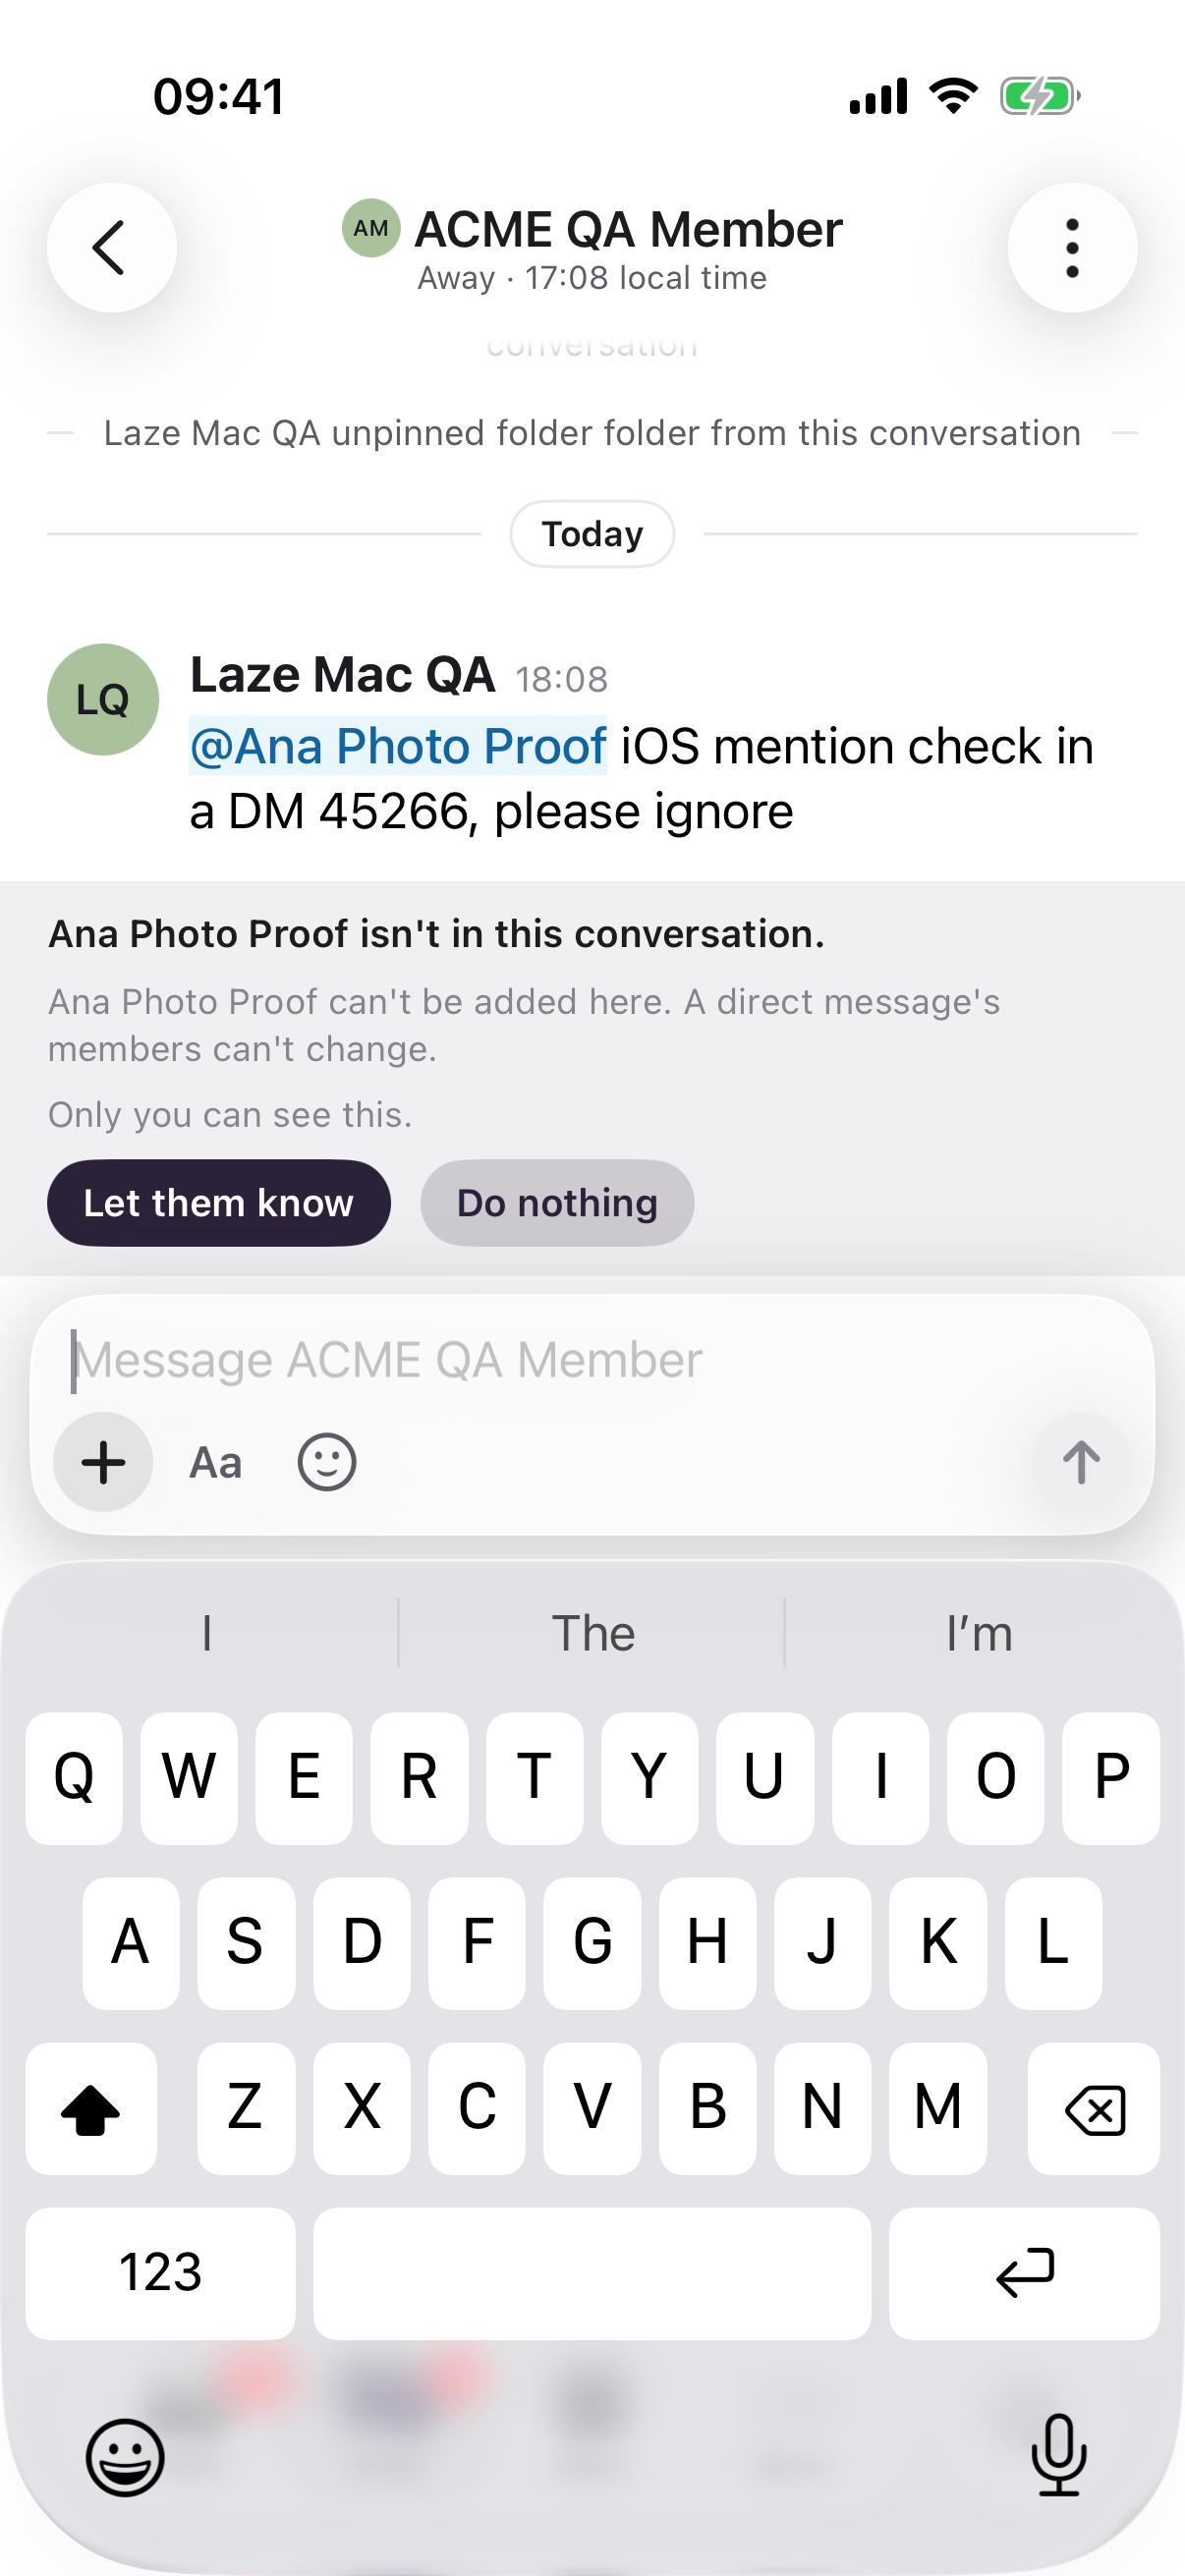 09:41
AM ACME QA Member
Away · 17:08 local time
conversation
Laze Mac QA unpinned folder folder from this conversation
Today
LQ Laze Mac QA 18:08
@Ana Photo Proof iOS mention check in
a DM 45266, please ignore
Ana Photo Proof isn't in this conversation.
Ana Photo Proof can't be added here. A direct message's
members can't change.
Only you can see this.
Let them know Do nothing
Message ACME QA Member
Aa
I The I'm
Q W E R T Y U I O P
A S D F G H J K L
Z X C V B N M
123